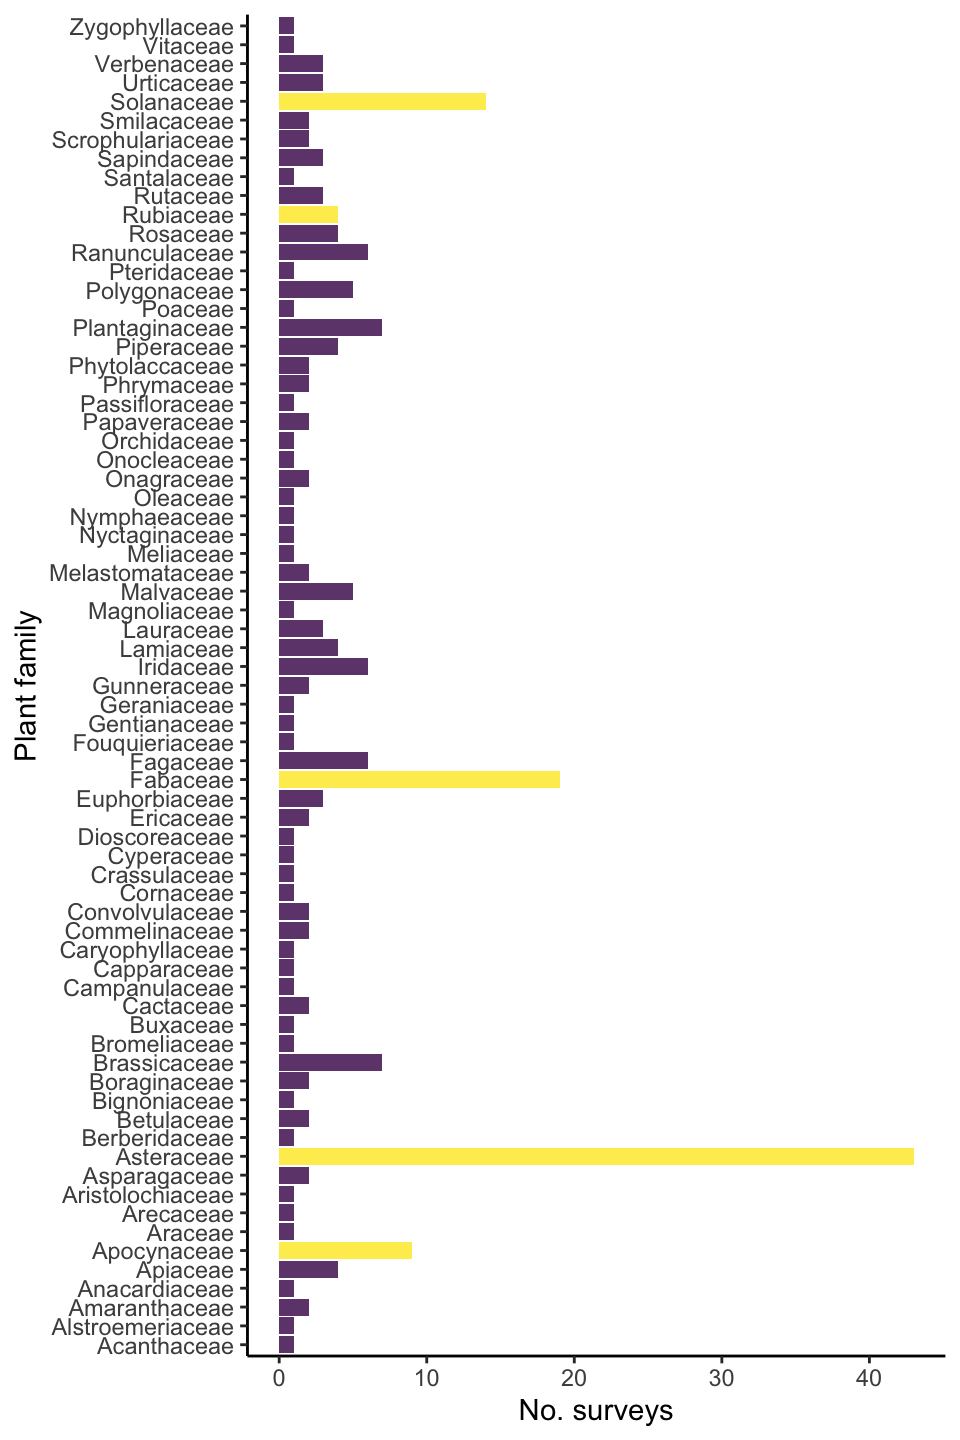 Zygophyllaceae
Vitaceae
Verbenaceae
Urticaceae
Solanaceae
Smilacaceae
Scrophulariaceae
Sapindaceae
Santalaceae
Rutaceae
Rubiaceae
Rosaceae
Ranunculaceae
Pteridaceae
Polygonaceae
Poaceae
Plantaginaceae
Piperaceae
Phytolaccaceae
Phrymaceae
Passifloraceae
Papaveraceae
Orchidaceae
Onocleaceae
Onagraceae
Oleaceae
Nymphaeaceae
Nyctaginaceae
Meliaceae
Melastomataceae
Malvaceae
Magnoliaceae
Lauraceae
Lamiaceae
Iridaceae
Gunneraceae
Geraniaceae
Gentianaceae
Fouquieriaceae
Fagaceae
Fabaceae
Euphorbiaceae
Ericaceae
Dioscoreaceae
Cyperaceae
Crassulaceae
Cornaceae
Convolvulaceae
Commelinaceae
Caryophyllaceae
Capparaceae
Campanulaceae
Cactaceae
Buxaceae
Bromeliaceae
Brassicaceae
Boraginaceae
Bignoniaceae
Betulaceae
Berberidaceae
Asteraceae
Asparagaceae
Aristolochiaceae
Arecaceae
Araceae
Apocynaceae
Apiaceae
Anacardiaceae
Amaranthaceae
Alstroemeriaceae
Acanthaceae
Plant family
0 10 20 30 40
No. surveys